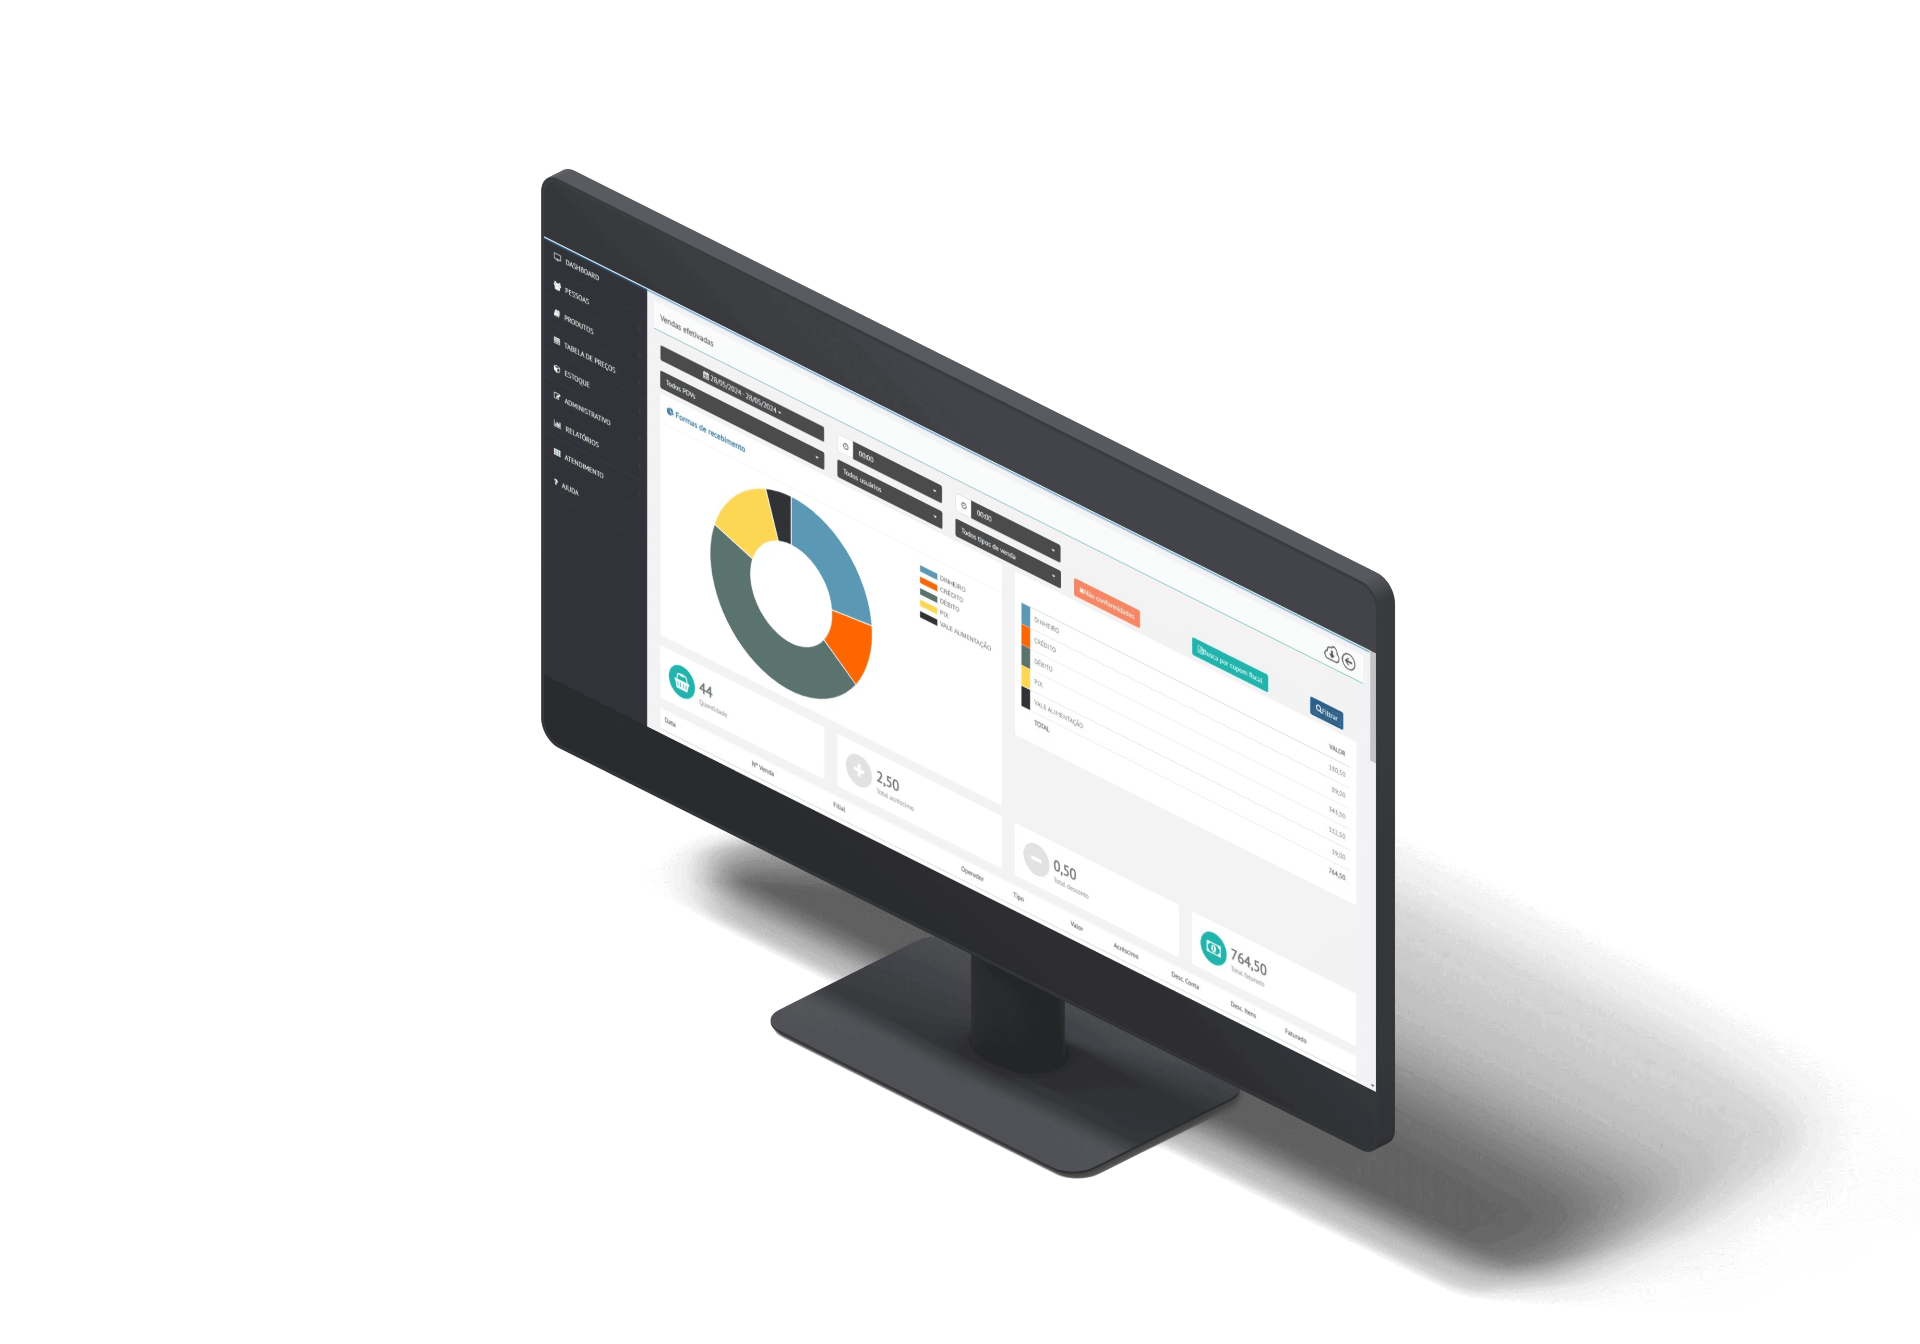 DASHBOARD
PESSOAS
PRODUTOS
TABELA DE PREÇOS
ESTOQUE
ADMINISTRATIVO
RELATÓRIOS
ATENDIMENTO
AJUDA
Vendas efetivadas
28/05/2024 - 28/05/2024
00:00
00:00
Todos PDVs
Todos usuários
Todos tipos de venda
Não conformidades
Busca por cupom fiscal
Filtrar
Formas de recebimento
DINHEIRO
CRÉDITO
DÉBITO
PIX
VALE ALIMENTAÇÃO
VALOR
DINHEIRO 180,50
CRÉDITO 89,00
DÉBITO 343,50
PIX 112,50
VALE ALIMENTAÇÃO 39,00
TOTAL 764,50
44
Quantidade
2,50
Total acréscimo
0,50
Total desconto
764,50
Total faturado
Data Nº Venda Filial Operador Tipo Valor Acréscimo Desc. Conta Desc. Itens Faturado